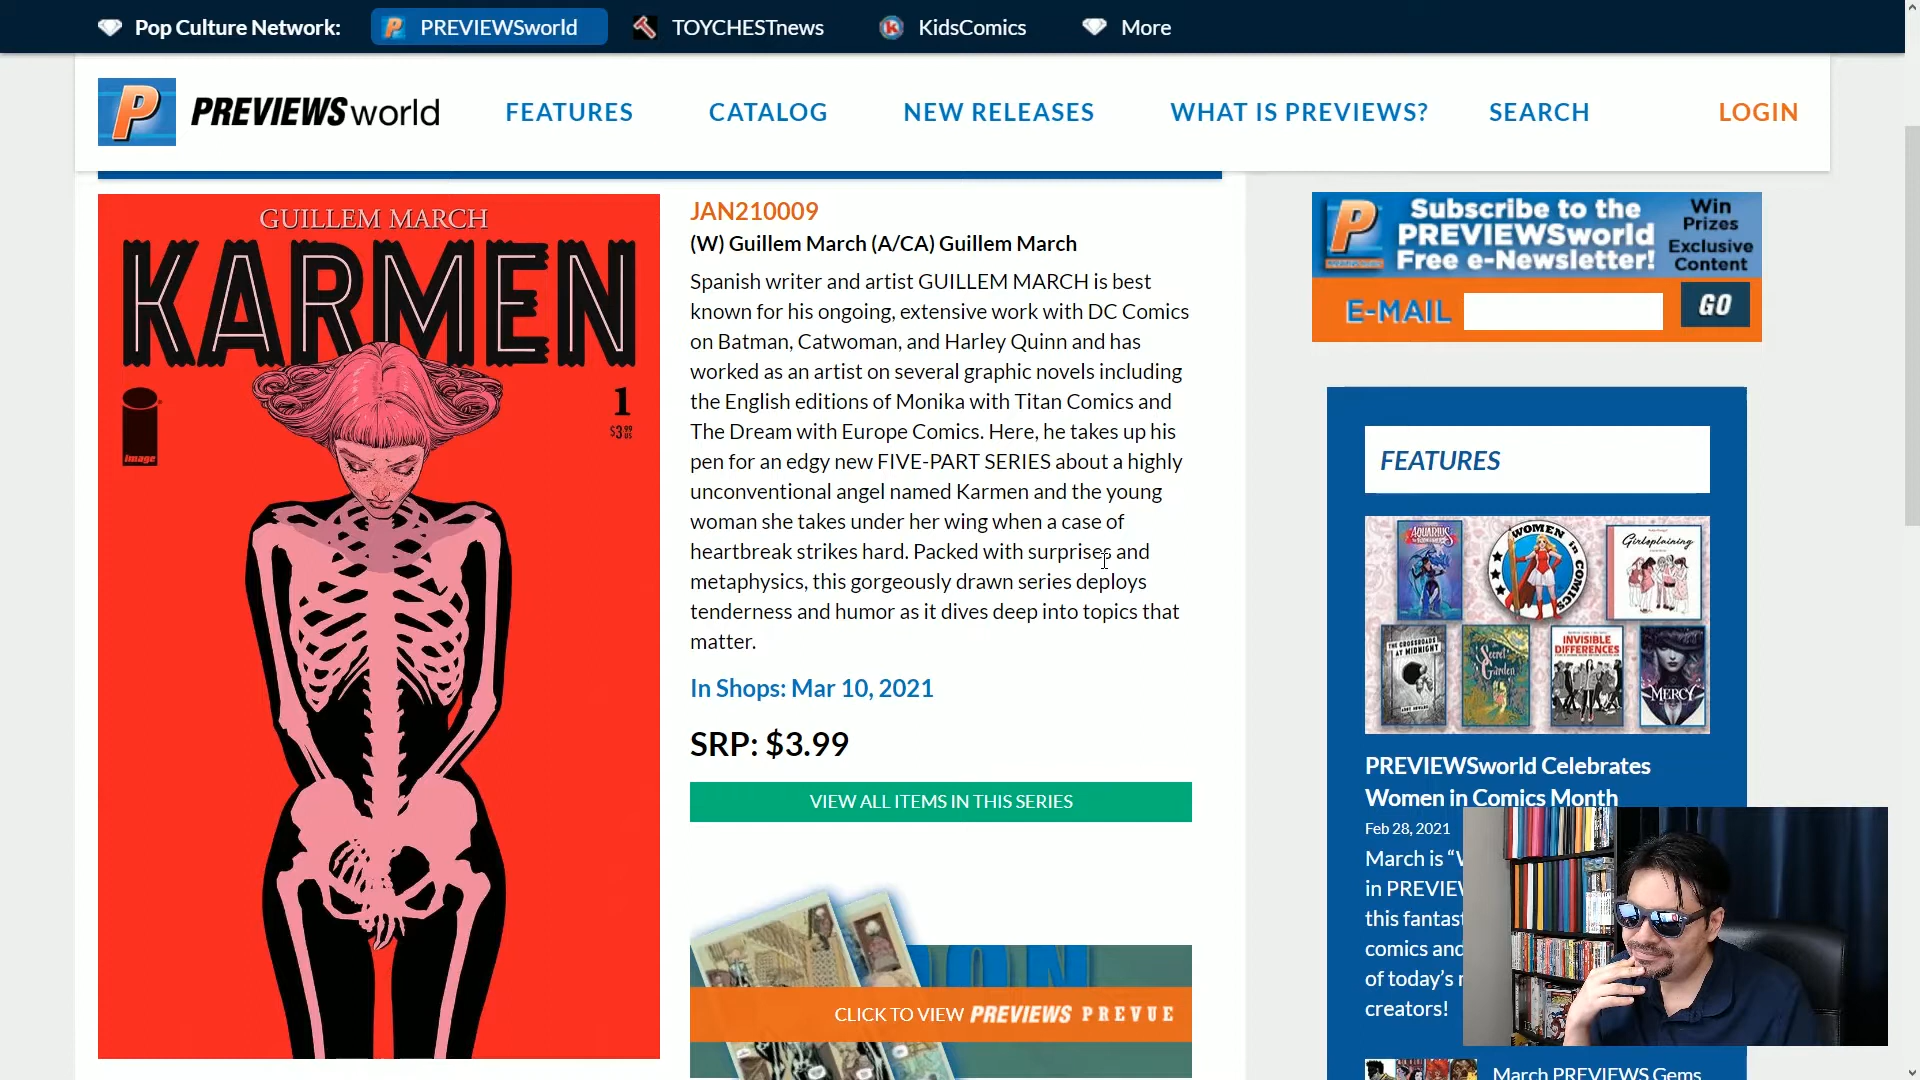 Pop Culture Network:
PREVIEWSworld
TOYCHESTnews
KidsComics
More
P
PREVIEWSworld
FEATURES
CATALOG
NEW RELEASES
WHAT IS PREVIEWS?
SEARCH
LOGIN
GUILLEM MARCH
KARMEN
1
$3.99 US
image
JAN210009
(W) Guillem March (A/CA) Guillem March
Spanish writer and artist GUILLEM MARCH is best
known for his ongoing, extensive work with DC Comics
on Batman, Catwoman, and Harley Quinn and has
worked as an artist on several graphic novels including
the English editions of Monika with Titan Comics and
The Dream with Europe Comics. Here, he takes up his
pen for an edgy new FIVE-PART SERIES about a highly
unconventional angel named Karmen and the young
woman she takes under her wing when a case of
heartbreak strikes hard. Packed with surprises and
metaphysics, this gorgeously drawn series deploys
tenderness and humor as it dives deep into topics that
matter.
In Shops: Mar 10, 2021
SRP: $3.99
VIEW ALL ITEMS IN THIS SERIES
CLICK TO VIEW PREVIEWS PREVUE
Subscribe to the
PREVIEWSworld
Free e-Newsletter!
Win
Prizes
Exclusive
Content
E-MAIL
GO
FEATURES
AQUARIUS
WOMEN in
COMICS
Girlsplaining
THE CROSSROADS
AT MIDNIGHT
Secret
Garden
INVISIBLE
DIFFERENCES
MERCY
PREVIEWSworld Celebrates
Women in Comics Month
Feb 28, 2021
March is “W
in PREVIEW
this fantast
comics and
of today’s
creators!
March PREVIEWS Gems